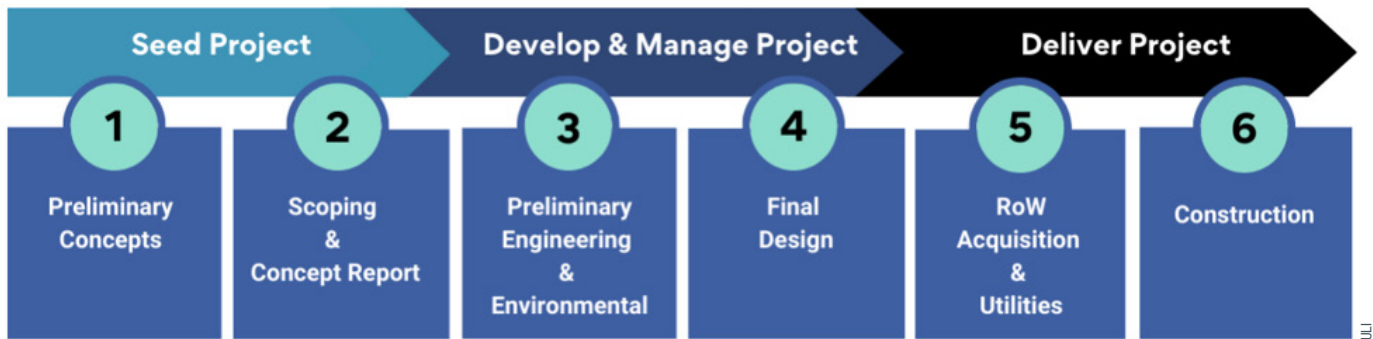 Seed Project
Develop & Manage Project
Deliver Project
1
Preliminary
Concepts
2
Scoping
&
Concept Report
3
Preliminary
Engineering
&
Environmental
4
Final
Design
5
RoW
Acquisition
&
Utilities
6
Construction
ULI